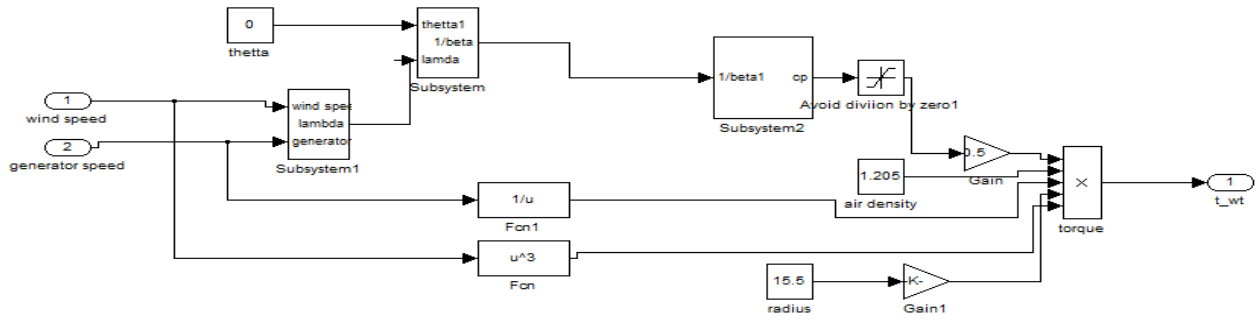 0
thetta
thetta1
1/beta
lamda
Subsystem
1
wind speed
2
generator speed
wind spee
lambda
generator
Subsystem1
1/beta1
cp
Subsystem2
Avoid diviion by zero1
0.5
Gain
1.205
air density
1/u
Fcn1
u^3
Fcn
15.5
radius
-K-
Gain1
torque
1
t_wt